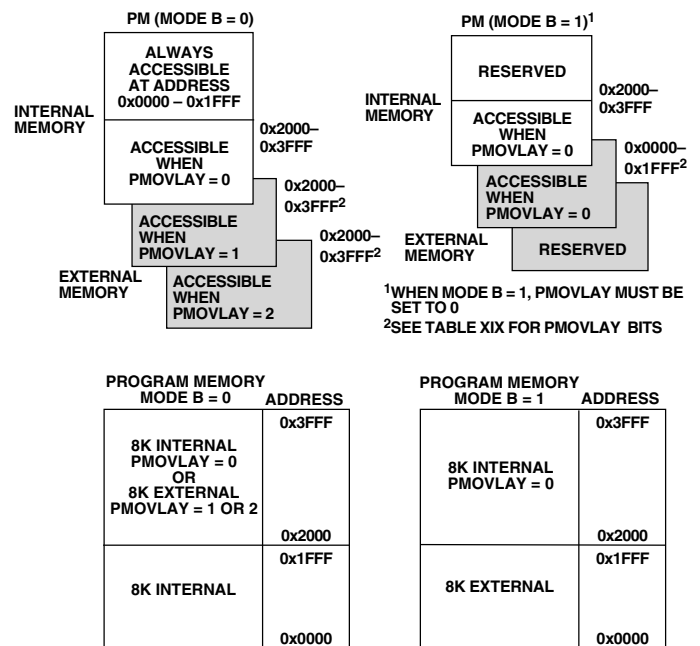 PM (MODE B = 0)
ALWAYS
ACCESSIBLE
AT ADDRESS
0x0000 – 0x1FFF
INTERNAL
MEMORY
ACCESSIBLE
WHEN
PMOVLAY = 0
0x2000–
0x3FFF
ACCESSIBLE
WHEN
PMOVLAY = 1
0x2000–
0x3FFF²
EXTERNAL
MEMORY
ACCESSIBLE
WHEN
PMOVLAY = 2
0x2000–
0x3FFF²
PM (MODE B = 1)¹
RESERVED
INTERNAL
MEMORY
0x2000–
0x3FFF
ACCESSIBLE
WHEN
PMOVLAY = 0
0x0000–
0x1FFF²
ACCESSIBLE
WHEN
PMOVLAY = 0
EXTERNAL
MEMORY
RESERVED
¹WHEN MODE B = 1, PMOVLAY MUST BE
SET TO 0
²SEE TABLE XIX FOR PMOVLAY BITS
PROGRAM MEMORY
MODE B = 0
ADDRESS
8K INTERNAL
PMOVLAY = 0
OR
8K EXTERNAL
PMOVLAY = 1 OR 2
0x3FFF
0x2000
8K INTERNAL
0x1FFF
0x0000
PROGRAM MEMORY
MODE B = 1
ADDRESS
8K INTERNAL
PMOVLAY = 0
0x3FFF
0x2000
8K EXTERNAL
0x1FFF
0x0000